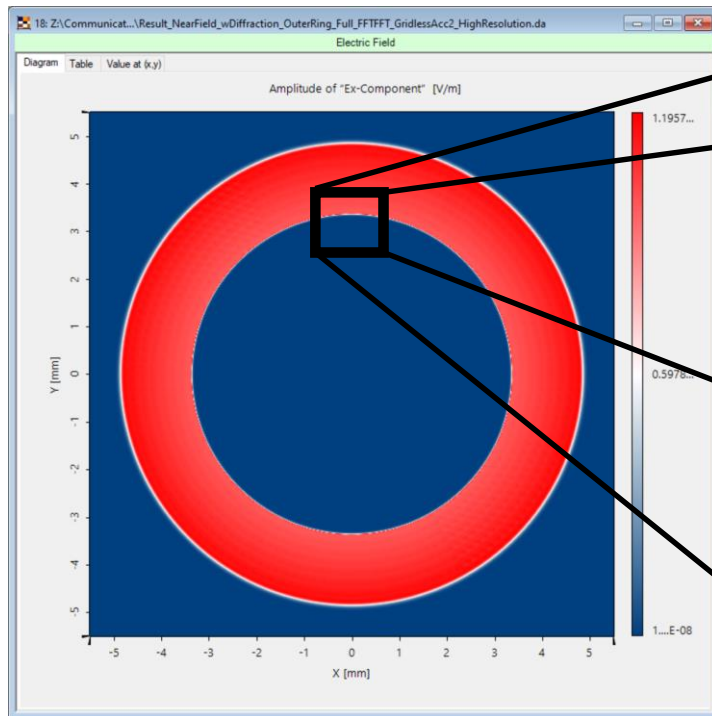 18: Z:\Communicat...\Result_NearField_wDiffraction_OuterRing_Full_FFTFFT_GridlessAcc2_HighResolution.da
Electric Field
Diagram Table Value at (x,y)
Amplitude of "Ex-Component" [V/m]
1.1957...
0.5978...
1....E-08
5
4
3
2
1
0
-1
-2
-3
-4
-5
Y [mm]
-5 -4 -3 -2 -1 0 1 2 3 4 5
X [mm]